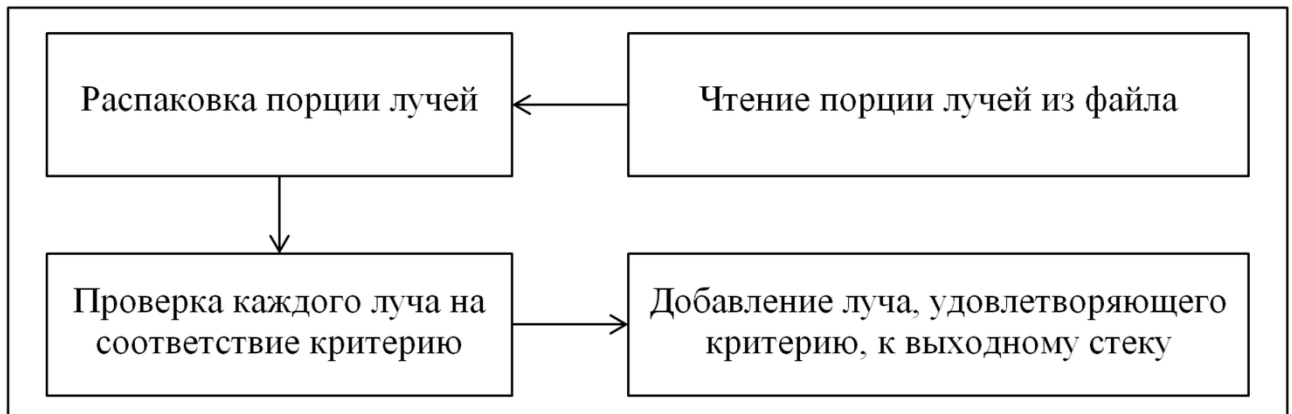 Распаковка порции лучей
Чтение порции лучей из файла
Проверка каждого луча на
соответствие критерию
Добавление луча, удовлетворяющего
критерию, к выходному стеку